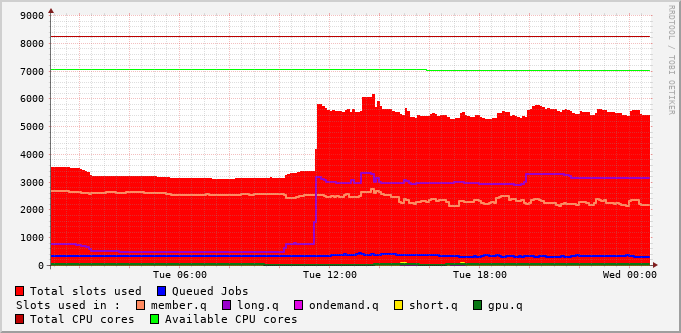 9000
8000
7000
6000
5000
4000
3000
2000
1000
0
Tue 06:00 Tue 12:00 Tue 18:00 Wed 00:00
RRDTOOL / TOBI OETIKER
Total slots used Queued Jobs
Slots used in : member.q long.q ondemand.q short.q gpu.q
Total CPU cores Available CPU cores